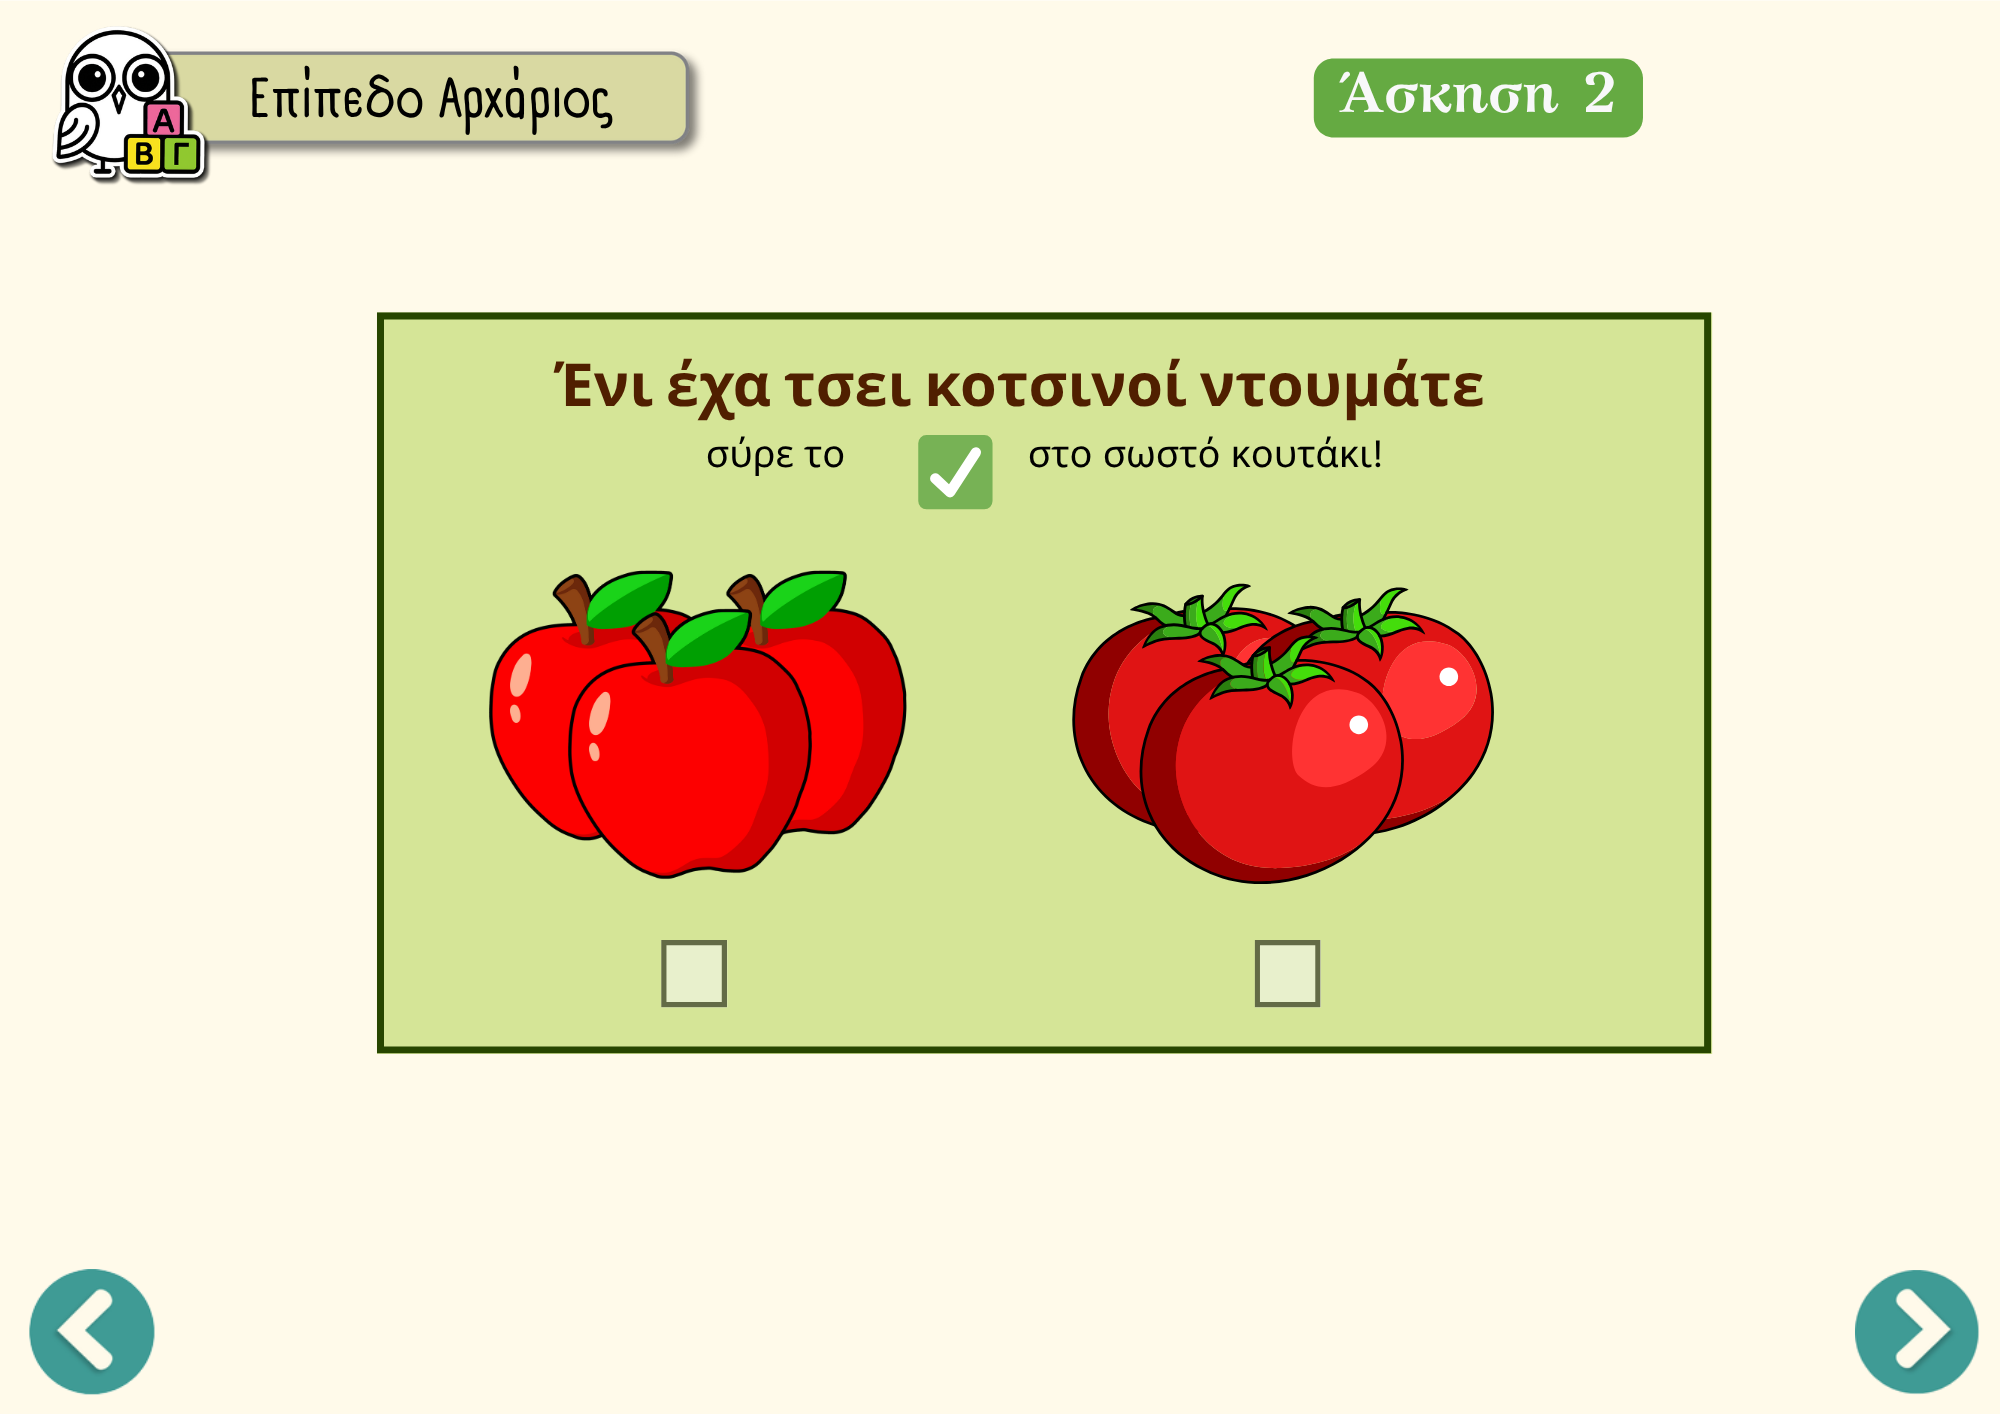 Επίπεδο Αρχάριος
Άσκηση 2
Α
Β Γ
Ένι έχα τσει κοτσινοί ντουμάτε
σύρε το στο σωστό κουτάκι!